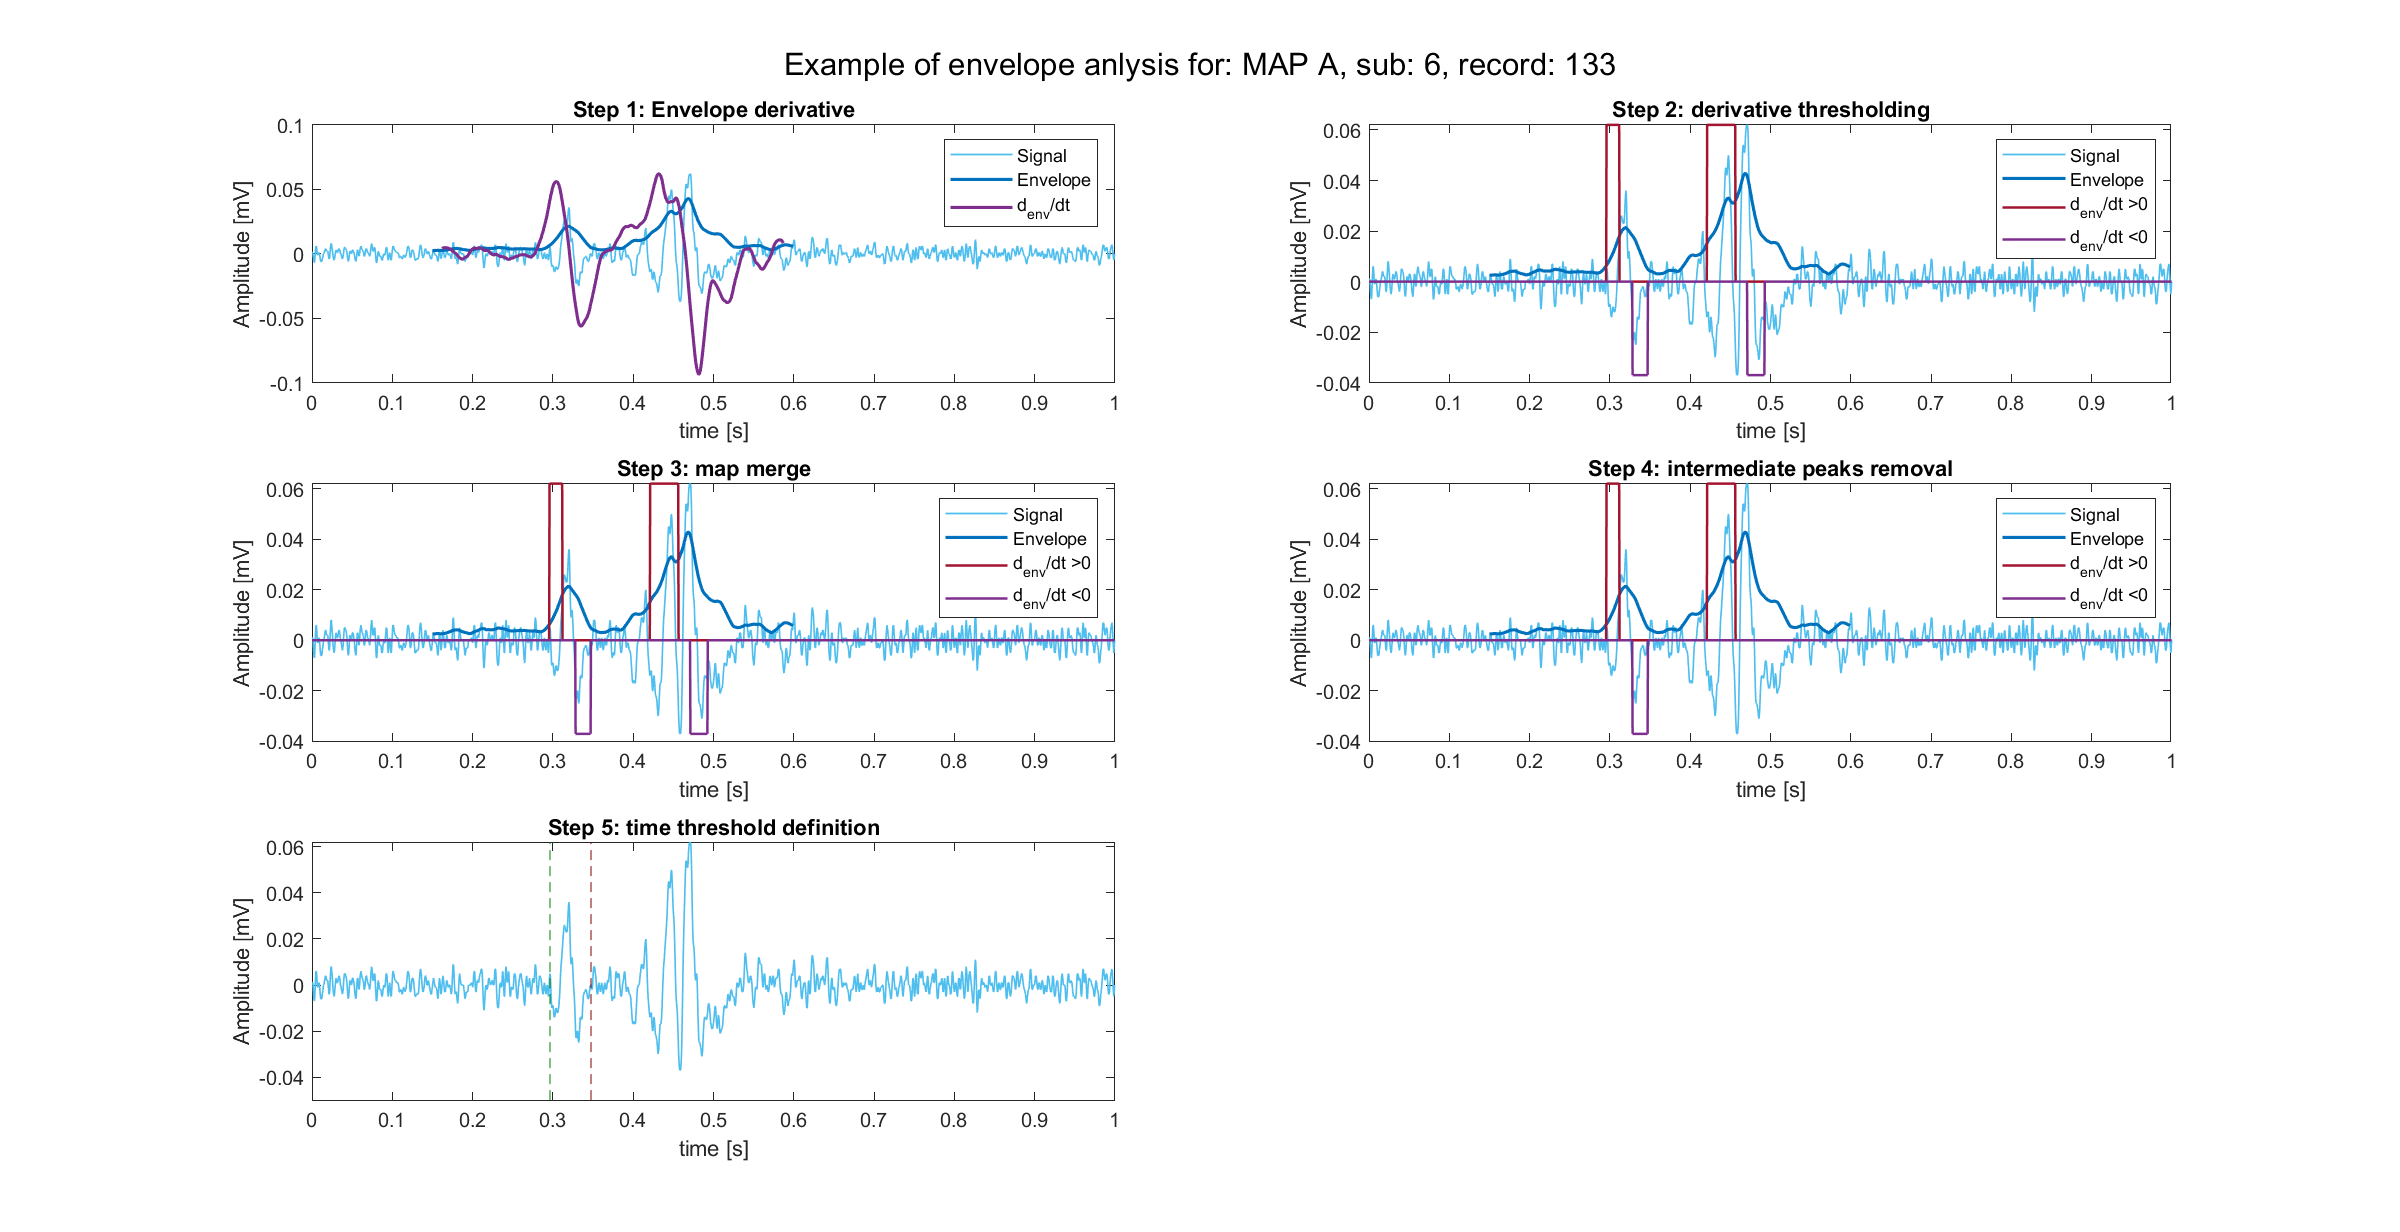 Example of envelope anlysis for: MAP A, sub: 6, record: 133
Step 1: Envelope derivative
0.1
0.05
0
-0.05
-0.1
Amplitude [mV]
Signal
Envelope
d_env/dt
0 0.1 0.2 0.3 0.4 0.5 0.6 0.7 0.8 0.9 1
time [s]
Step 2: derivative thresholding
0.06
0.04
0.02
0
-0.02
-0.04
Amplitude [mV]
Signal
Envelope
d_env/dt >0
d_env/dt <0
0 0.1 0.2 0.3 0.4 0.5 0.6 0.7 0.8 0.9 1
time [s]
Step 3: map merge
0.06
0.04
0.02
0
-0.02
-0.04
Amplitude [mV]
Signal
Envelope
d_env/dt >0
d_env/dt <0
0 0.1 0.2 0.3 0.4 0.5 0.6 0.7 0.8 0.9 1
time [s]
Step 4: intermediate peaks removal
0.06
0.04
0.02
0
-0.02
-0.04
Amplitude [mV]
Signal
Envelope
d_env/dt >0
d_env/dt <0
0 0.1 0.2 0.3 0.4 0.5 0.6 0.7 0.8 0.9 1
time [s]
Step 5: time threshold definition
0.06
0.04
0.02
0
-0.02
-0.04
Amplitude [mV]
0 0.1 0.2 0.3 0.4 0.5 0.6 0.7 0.8 0.9 1
time [s]